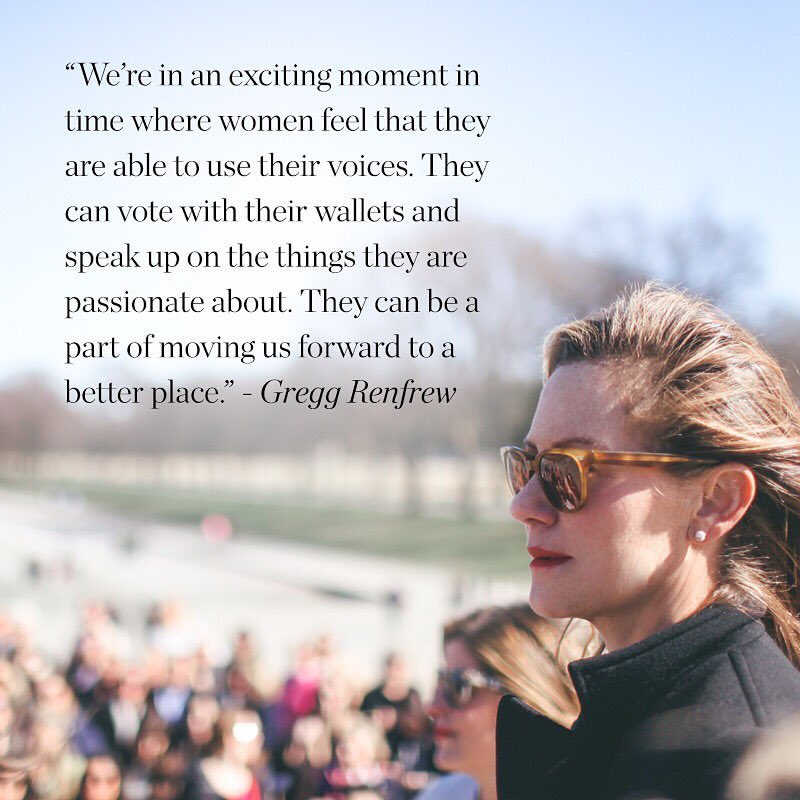 “We’re in an exciting moment in
time where women feel that they
are able to use their voices. They
can vote with their wallets and
speak up on the things they are
passionate about. They can be a
part of moving us forward to a
better place.” - Gregg Renfrew